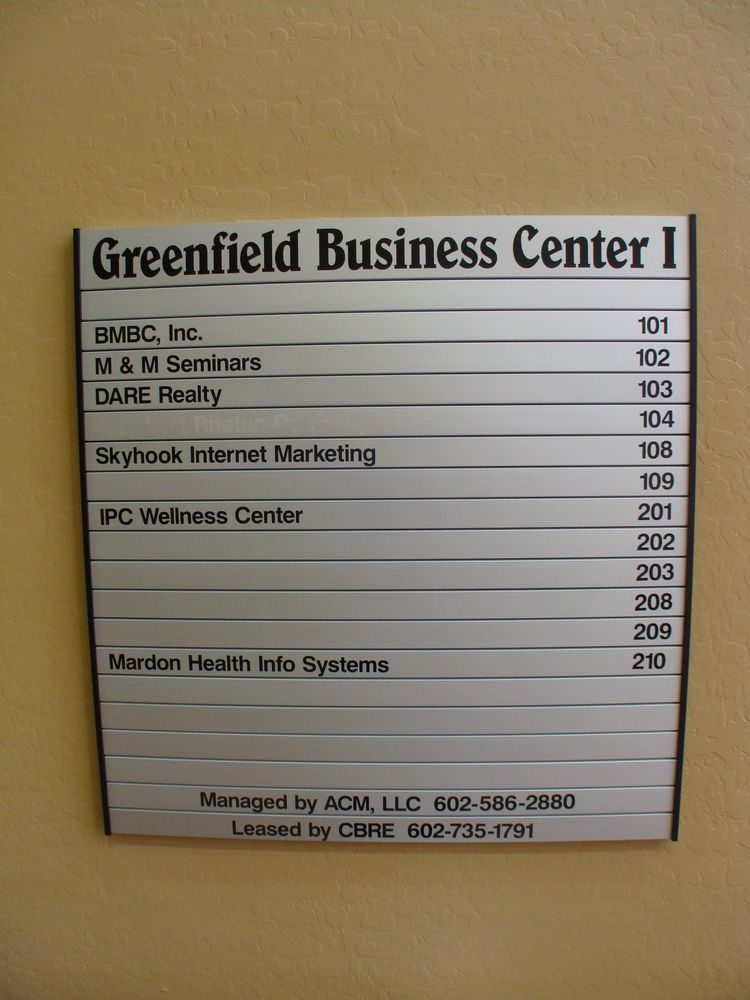 Greenfield Business Center I
BMBC, Inc. 101
M & M Seminars 102
DARE Realty 103
104
Skyhook Internet Marketing 108
109
IPC Wellness Center 201
202
203
208
209
Mardon Health Info Systems 210
Managed by ACM, LLC 602-586-2880
Leased by CBRE 602-735-1791